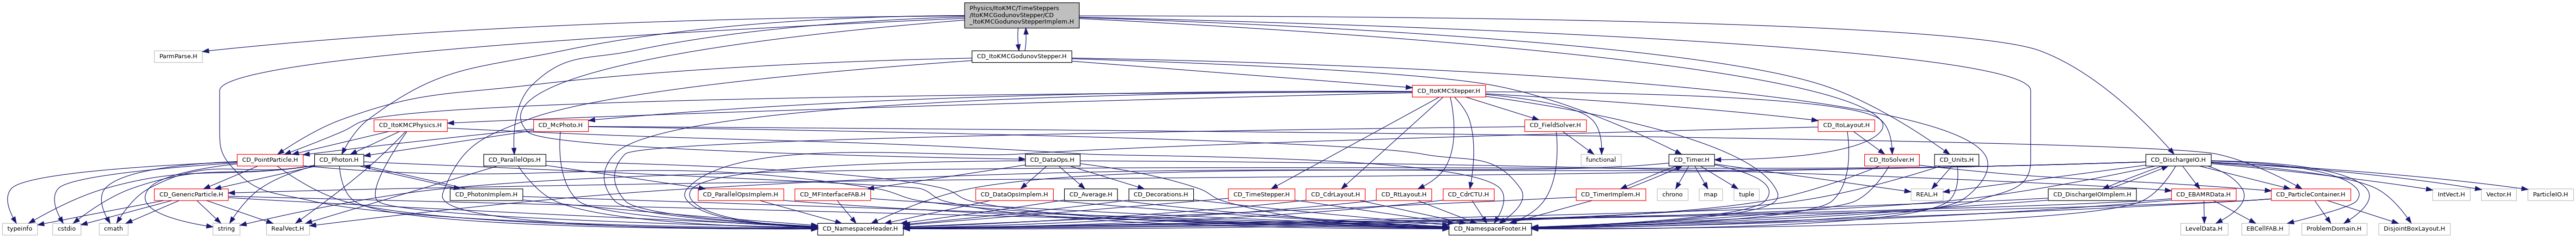 Physics/ItoKMC/TimeSteppers
/ItoKMCGodunovStepper/CD
_ItoKMCGodunovStepperImplem.H
ParmParse.H
CD_ItoKMCGodunovStepper.H
CD_ItoKMCStepper.H
CD_ItoKMCPhysics.H
CD_McPhoto.H
CD_FieldSolver.H
CD_ItoLayout.H
CD_PointParticle.H
CD_Photon.H
CD_ParallelOps.H
CD_DataOps.H
functional
CD_Timer.H
CD_ItoSolver.H
CD_Units.H
CD_DischargeIO.H
CD_GenericParticle.H
CD_PhotonImplem.H
CD_ParallelOpsImplem.H
CD_MFInterfaceFAB.H
CD_DataOpsImplem.H
CD_Average.H
CD_Decorations.H
CD_TimeStepper.H
CD_CdrLayout.H
CD_RtLayout.H
CD_CdrCTU.H
CD_TimerImplem.H
chrono
map
tuple
REAL.H
CD_DischargeIOImplem.H
CD_EBAMRData.H
CD_ParticleContainer.H
IntVect.H
Vector.H
ParticleIO.H
typeinfo
cstdio
cmath
string
RealVect.H
CD_NamespaceHeader.H
CD_NamespaceFooter.H
LevelData.H
EBCellFAB.H
ProblemDomain.H
DisjointBoxLayout.H